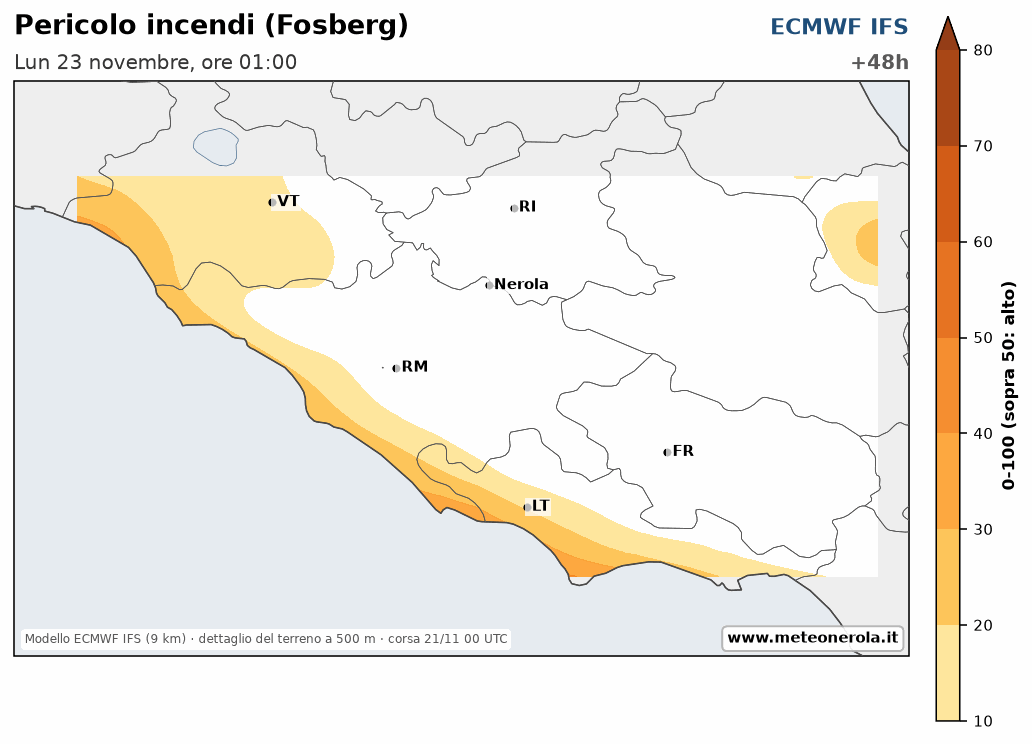 Pericolo incendi (Fosberg)
ECMWF IFS
Lun 23 novembre, ore 01:00
+48h
VT
RI
Nerola
RM
FR
LT
Modello ECMWF IFS (9 km) · dettaglio del terreno a 500 m · corsa 21/11 00 UTC
www.meteonerola.it
80
70
60
50
40
30
20
10
0-100 (sopra 50: alto)